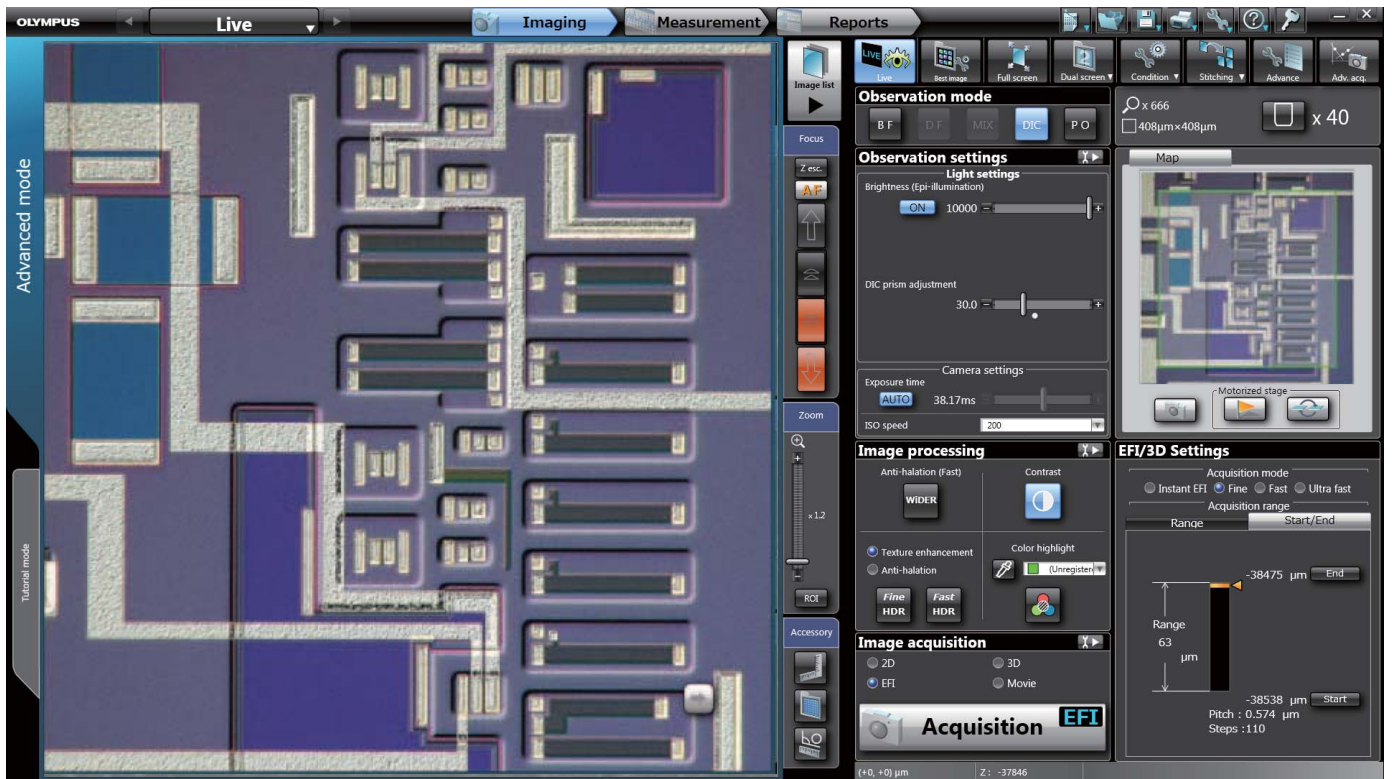 OLYMPUS
Live
Imaging
Measurement
Reports
Advanced mode
Tutorial mode
Image list
Focus
Z esc.
AF
Zoom
x 1.2
ROI
Accessory
LIVE
Live
Best image
Full screen
Dual screen
Condition
Stitching
Advance
Adv. acq.
Observation mode
BF
DF
MIX
DIC
PO
x 666
408µm×408µm
x 40
Observation settings
Light settings
Brightness (Epi-illumination)
ON 10000
DIC prism adjustment
30.0
Camera settings
Exposure time
AUTO 38.17ms
ISO speed 200
Map
Motorized stage
Image processing
Anti-halation (Fast)
Contrast
WiDER
Texture enhancement
Anti-halation
Color highlight
(Unregister
Fine HDR
Fast HDR
Image acquisition
2D
3D
EFI
Movie
Acquisition EFI
EFI/3D Settings
Acquisition mode
Instant EFI Fine Fast Ultra fast
Acquisition range
Range
Start/End
-38475 µm End
Range
63
µm
-38538 µm Start
Pitch : 0.574 µm
Steps :110
(+0, +0) µm
Z : -37846